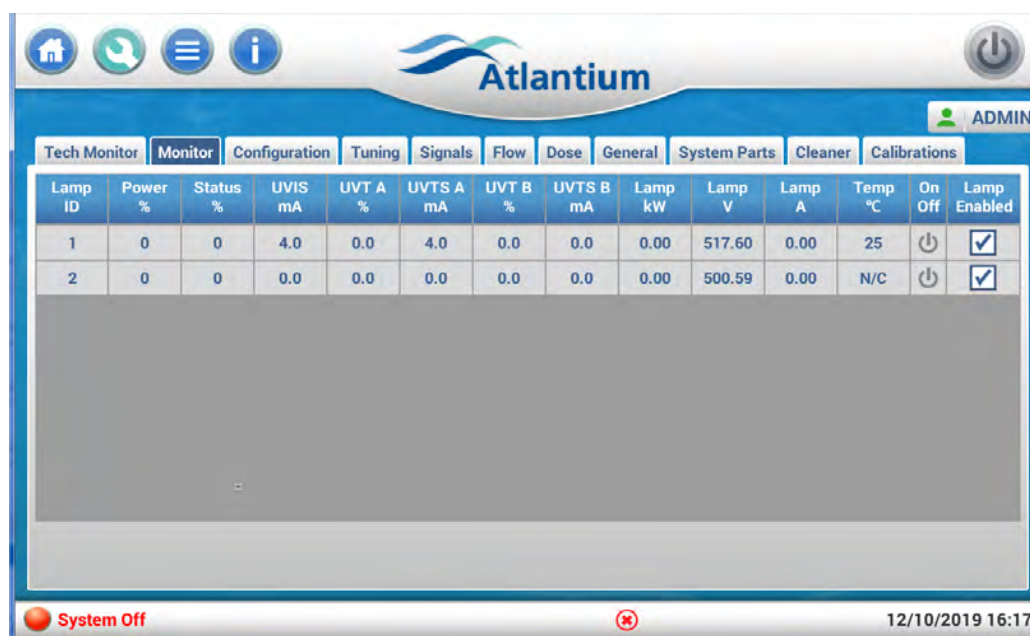 Atlantium
ADMIN
Tech Monitor Monitor Configuration Tuning Signals Flow Dose General System Parts Cleaner Calibrations
Lamp ID Power % Status % UVIS mA UVT A % UVTS A mA UVT B % UVTS B mA Lamp kW Lamp V Lamp A Temp °C On Off Lamp Enabled
1 0 0 4.0 0.0 4.0 0.0 0.0 0.00 517.60 0.00 25
2 0 0 0.0 0.0 0.0 0.0 0.0 0.00 500.59 0.00 N/C
System Off 12/10/2019 16:17